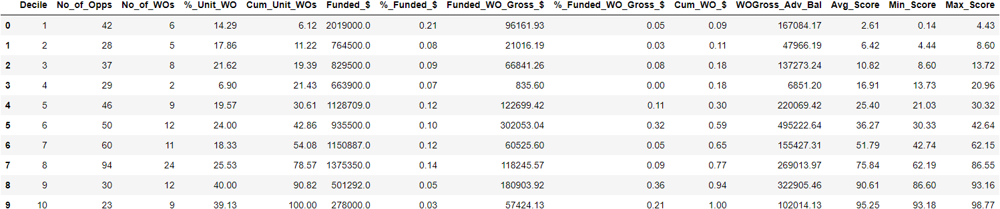 Decile No_of_Opps No_of_WOs %_Unit_WO Cum_Unit_WOs Funded_$ %_Funded_$ Funded_WO_Gross_$ %_Funded_WO_Gross_$ Cum_WO_$ WOGross_Adv_Bal Avg_Score Min_Score Max_Score
0 1 42 6 14.29 6.12 2019000.0 0.21 96161.93 0.05 0.09 167084.17 2.61 0.14 4.43
1 2 28 5 17.86 11.22 764500.0 0.08 21016.19 0.03 0.11 47966.19 6.42 4.44 8.60
2 3 37 8 21.62 19.39 829500.0 0.09 66841.26 0.08 0.18 137273.24 10.82 8.60 13.72
3 4 29 2 6.90 21.43 663900.0 0.07 835.60 0.00 0.18 6851.20 16.91 13.73 20.96
4 5 46 9 19.57 30.61 1128709.0 0.12 122699.42 0.11 0.30 220069.42 25.40 21.03 30.32
5 6 50 12 24.00 42.86 935500.0 0.10 302053.04 0.32 0.59 495222.64 36.27 30.33 42.64
6 7 60 11 18.33 54.08 1150887.0 0.12 60525.60 0.05 0.65 155427.31 51.79 42.74 62.15
7 8 94 24 25.53 78.57 1375350.0 0.14 118245.57 0.09 0.77 269013.97 75.84 62.19 86.55
8 9 30 12 40.00 90.82 501292.0 0.05 180903.92 0.36 0.94 322905.46 90.61 86.60 93.16
9 10 23 9 39.13 100.00 278000.0 0.03 57424.13 0.21 1.00 102014.13 95.25 93.18 98.77